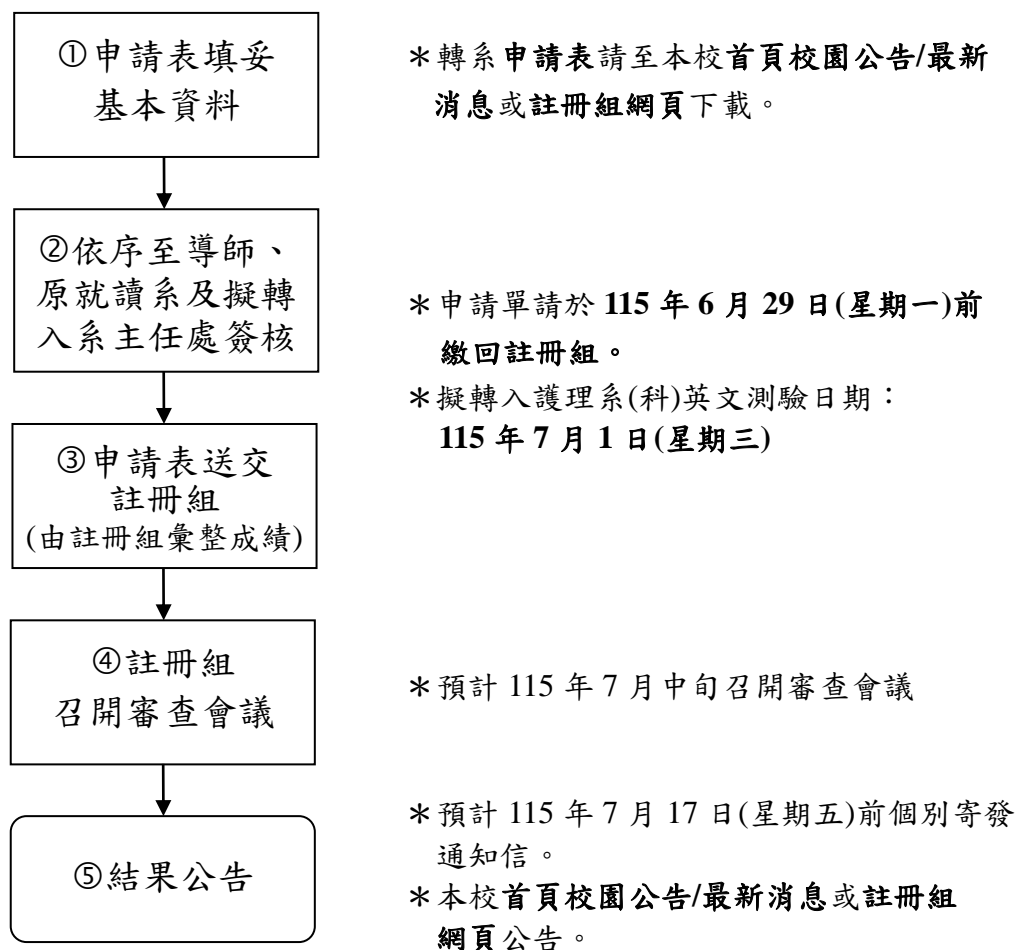 ①申請表填妥
基本資料
＊轉系申請表請至本校首頁校園公告/最新
消息或註冊組網頁下載。
②依序至導師、
原就讀系及擬轉
入系主任處簽核
＊申請單請於 115 年 6 月 29 日(星期一)前
繳回註冊組。
＊擬轉入護理系(科)英文測驗日期：
115 年 7 月 1 日(星期三)
③申請表送交
註冊組
(由註冊組彙整成績)
④註冊組
召開審查會議
＊預計 115 年 7 月中旬召開審查會議
⑤結果公告
＊預計 115 年 7 月 17 日(星期五)前個別寄發
通知信。
＊本校首頁校園公告/最新消息或註冊組
網頁公告。